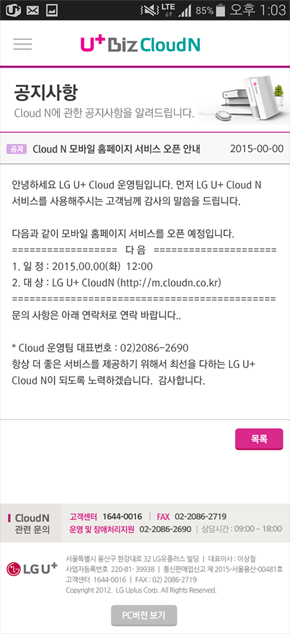 LTE 85% 오후 1:03
U+ Biz CloudN
공지사항
Cloud N에 관한 공지사항을 알려드립니다.
공지 Cloud N 모바일 홈페이지 서비스 오픈 안내 2015-00-00
안녕하세요 LG U+ Cloud 운영팀입니다. 먼저 LG U+ Cloud N
서비스를 사용해주시는 고객님께 감사의 말씀을 드립니다.
다음과 같이 모바일 홈페이지 서비스를 오픈 예정입니다.
================== 다 음 =====================
1. 일 정 : 2015.00.00(화) 12:00
2. 대 상 : LG U+ CloudN (http://m.cloudn.co.kr)
=============================================
문의 사항은 아래 연락처로 연락 바랍니다..
* Cloud 운영팀 대표번호 : 02)2086-2690
항상 더 좋은 서비스를 제공하기 위해서 최선을 다하는 LG U+
Cloud N이 되도록 노력하겠습니다. 감사합니다.
목록
CloudN
관련 문의
고객센터 1644-0016 | FAX 02-2086-2719
운영 및 장애처리지원 02-2086-2690 | 상담시간 : 09:00 ~ 18:00
LG U+
서울특별시 용산구 한강대로 32 LG유플러스 빌딩 | 대표이사 : 이상철
사업자등록번호 220-81-39938 | 통신판매업신고 제 2015-서울용산-00481호
고객센터 1644-0016 | FAX : 02) 2086-2719
Copyright 2012. LG Uplus Corp. All Rights Reserved.
PC버전 보기